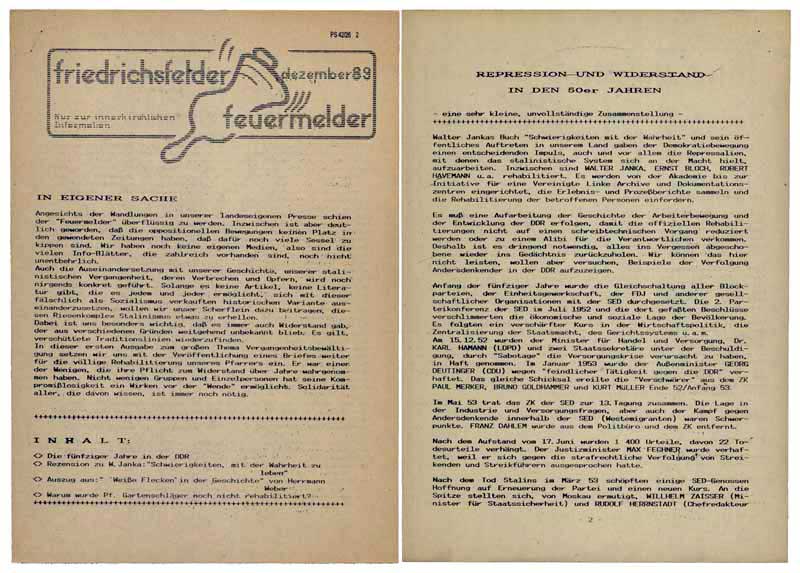 PS 42/26 2
friedrichsfelder
dezember 89
feuermelder
Nur zur innerkirchlichen
Information
IN EIGENER SACHE
Angesichts der Wandlungen in unserer landeseigenen Presse schien
der "Feuermelder" überflüssig zu werden. Inzwischen ist aber deut-
lich geworden, daß die oppositionellen Bewegungen keinen Platz in
den gewendeten Zeitungen haben, daß dafür noch viele Sessel zu
kippen sind. Wir haben noch keine eigenen Medien, also sind die
vielen Info-Blätter, die zahlreich vorhanden sind, noch nicht
unentbehrlich.
Auch die Auseinandersetzung mit unserer Geschichte, unserer stali-
nistischen Vergangenheit, deren Verbrechen und Opfern, wird noch
nirgends konkret geführt. Solange es keine Artikel, keine Litera-
tur gibt, die es jedem und jeder ermöglicht, sich mit dieser
fälschlich als Sozialismus verkauften historischen Variante aus-
einanderzusetzen, wollen wir unser Scherflein dazu beitragen, die-
sen Riesenkomplex Stalinismus etwas zu erhellen.
Dabei ist uns besonders wichtig, daß es immer auch Widerstand gab,
der aus verschiedenen Gründen weitgehend unbekannt blieb. Es gilt,
verschüttete Traditionslinien wiederzufinden.
In dieser ersten Ausgabe zum großen Thema Vergangenheitsbewälti-
gung setzen wir uns mit der Veröffentlichung eines Briefes weiter
für die völlige Rehabilitierung unseres Pfarrers ein. Er war einer
der Wenigen, die ihre Pflicht zum Widerstand über Jahre wahrgenom-
men haben. Nicht wenigen Gruppen und Einzelpersonen hat seine Kom-
promißlosigkeit ein Wirken vor der "Wende" ermöglicht. Solidarität
aller, die davon wissen, ist immer noch nötig.
++++++++++++++++++++++++++++++++++++++++++++++++++++++++++++++++
INHALT:
<> Die fünfziger Jahre in der DDR
<> Rezension zu W.Janka:"Schwierigkeiten, mit der Wahrheit zu
leben"
<> Auszug aus:" 'Weiße Flecken' in der Geschichte" von Herrmann
Weber
<> Warum wurde Pf. Gartenschläger noch nicht rehabilitiert?
++++++++++++++++++++++++++++++++++++++++++++++++++++++++++++++++
REPRESSION UND WIDERSTAND
IN DEN 50er JAHREN
- eine sehr kleine, unvollständige Zusammenstellung -
++++++++++++++++++++++++++++++++++++++++++++++++++++++++++++++++
Walter Jankas Buch "Schwierigkeiten mit der Wahrheit" und sein öf-
fentliches Auftreten in unserem Land gaben der Demokratiebewegung
einen entscheidenden Impuls, auch und vor allem die Repressalien,
mit denen das stalinistische System sich an der Macht hielt,
aufzuarbeiten. Inzwischen sind WALTER JANKA, ERNST BLOCH, ROBERT
HAVEMANN u.a. rehabilitiert. Es werden von der Akademie bis zur
Initiative für eine Vereinigte Linke Archive und Dokumentations-
zentren eingerichtet, die Erlebnis- und Prozeßberichte sammeln und
die Rehabilitierung der betroffenen Personen einfordern.
Es muß eine Aufarbeitung der Geschichte der Arbeiterbewegung und
der Entwicklung der DDR erfolgen, damit die offiziellen Rehabili-
tierungen nicht auf einen schreibtechnischen Vorgang reduziert
werden oder zu einem Alibi für die Verantwortlichen verkommen.
Deshalb ist es dringend notwendig, alles ins Vergessen abgescho-
bene wieder ins Gedächtnis zurückzuholen. Wir können das hier
nicht leisten, wollen aber versuchen, Beispiele der Verfolgung
Andersdenkender in der DDR aufzuzeigen.
Anfang der fünfziger Jahre wurde die Gleichschaltung aller Block-
parteien, der Einheitsgewerkschaft, der FDJ und anderer gesell-
schaftlicher Organisationen mit der SED durchgesetzt. Die 2. Par-
teikonferenz der SED im Juli 1952 und die dort gefaßten Beschlüsse
verschlimmerten die ökonomische und soziale Lage der Bevölkerung.
Es folgten ein verschärfter Kurs in der Wirtschaftspolitik, die
Zentralisierung der Staatsmacht, des Gerichtssystems u.a.m.
Am 15.12.52 wurden der Minister für Handel und Versorgung, Dr.
KARL HAMANN (LDPD) und zwei Staatssekretäre unter der Beschuldi-
gung, durch "Sabotage" die Versorgungskrise verursacht zu haben,
in Haft genommen. Im Januar 1953 wurde der Außenminister GEORG
DEUTINGER (CDU) wegen "feindlicher Tätigkeit gegen die DDR" ver-
haftet. Das gleiche Schicksal ereilte die "Verschwörer" aus dem ZK
PAUL MERKER, BRUNO GOLDHAMMER und KURT MÜLLER Ende 52/Anfang 53.
Im Mai 53 trat das ZK der SED zur 13.Tagung zusammen. Die Lage in
der Industrie und Versorgungsfragen, aber auch der Kampf gegen
Andersdenkende innerhalb der SED (Westemigranten) waren Schwer-
punkte. FRANZ DAHLEM wurde aus dem Politbüro und dem ZK entfernt.
Nach dem Aufstand vom 17.Juni wurden 1 400 Urteile, davon 22 To-
desurteile verhängt. Der Justizminister MAX FECHNER wurde verhaf-
tet, weil er sich gegen die strafrechtliche Verfolgung von Strei-
kenden und Streikführern ausgesprochen hatte.
Nach dem Tod Stalins im März 53 schöpften einige SED-Genossen
Hoffnung auf Erneuerung der Partei und einen neuen Kurs. An die
Spitze stellten sich, von Moskau ermutigt, WILLHELM ZAISSER (Mi-
nister für Staatssicherheit) und RUDOLF HERRNSTADT (Chefredakteur
2